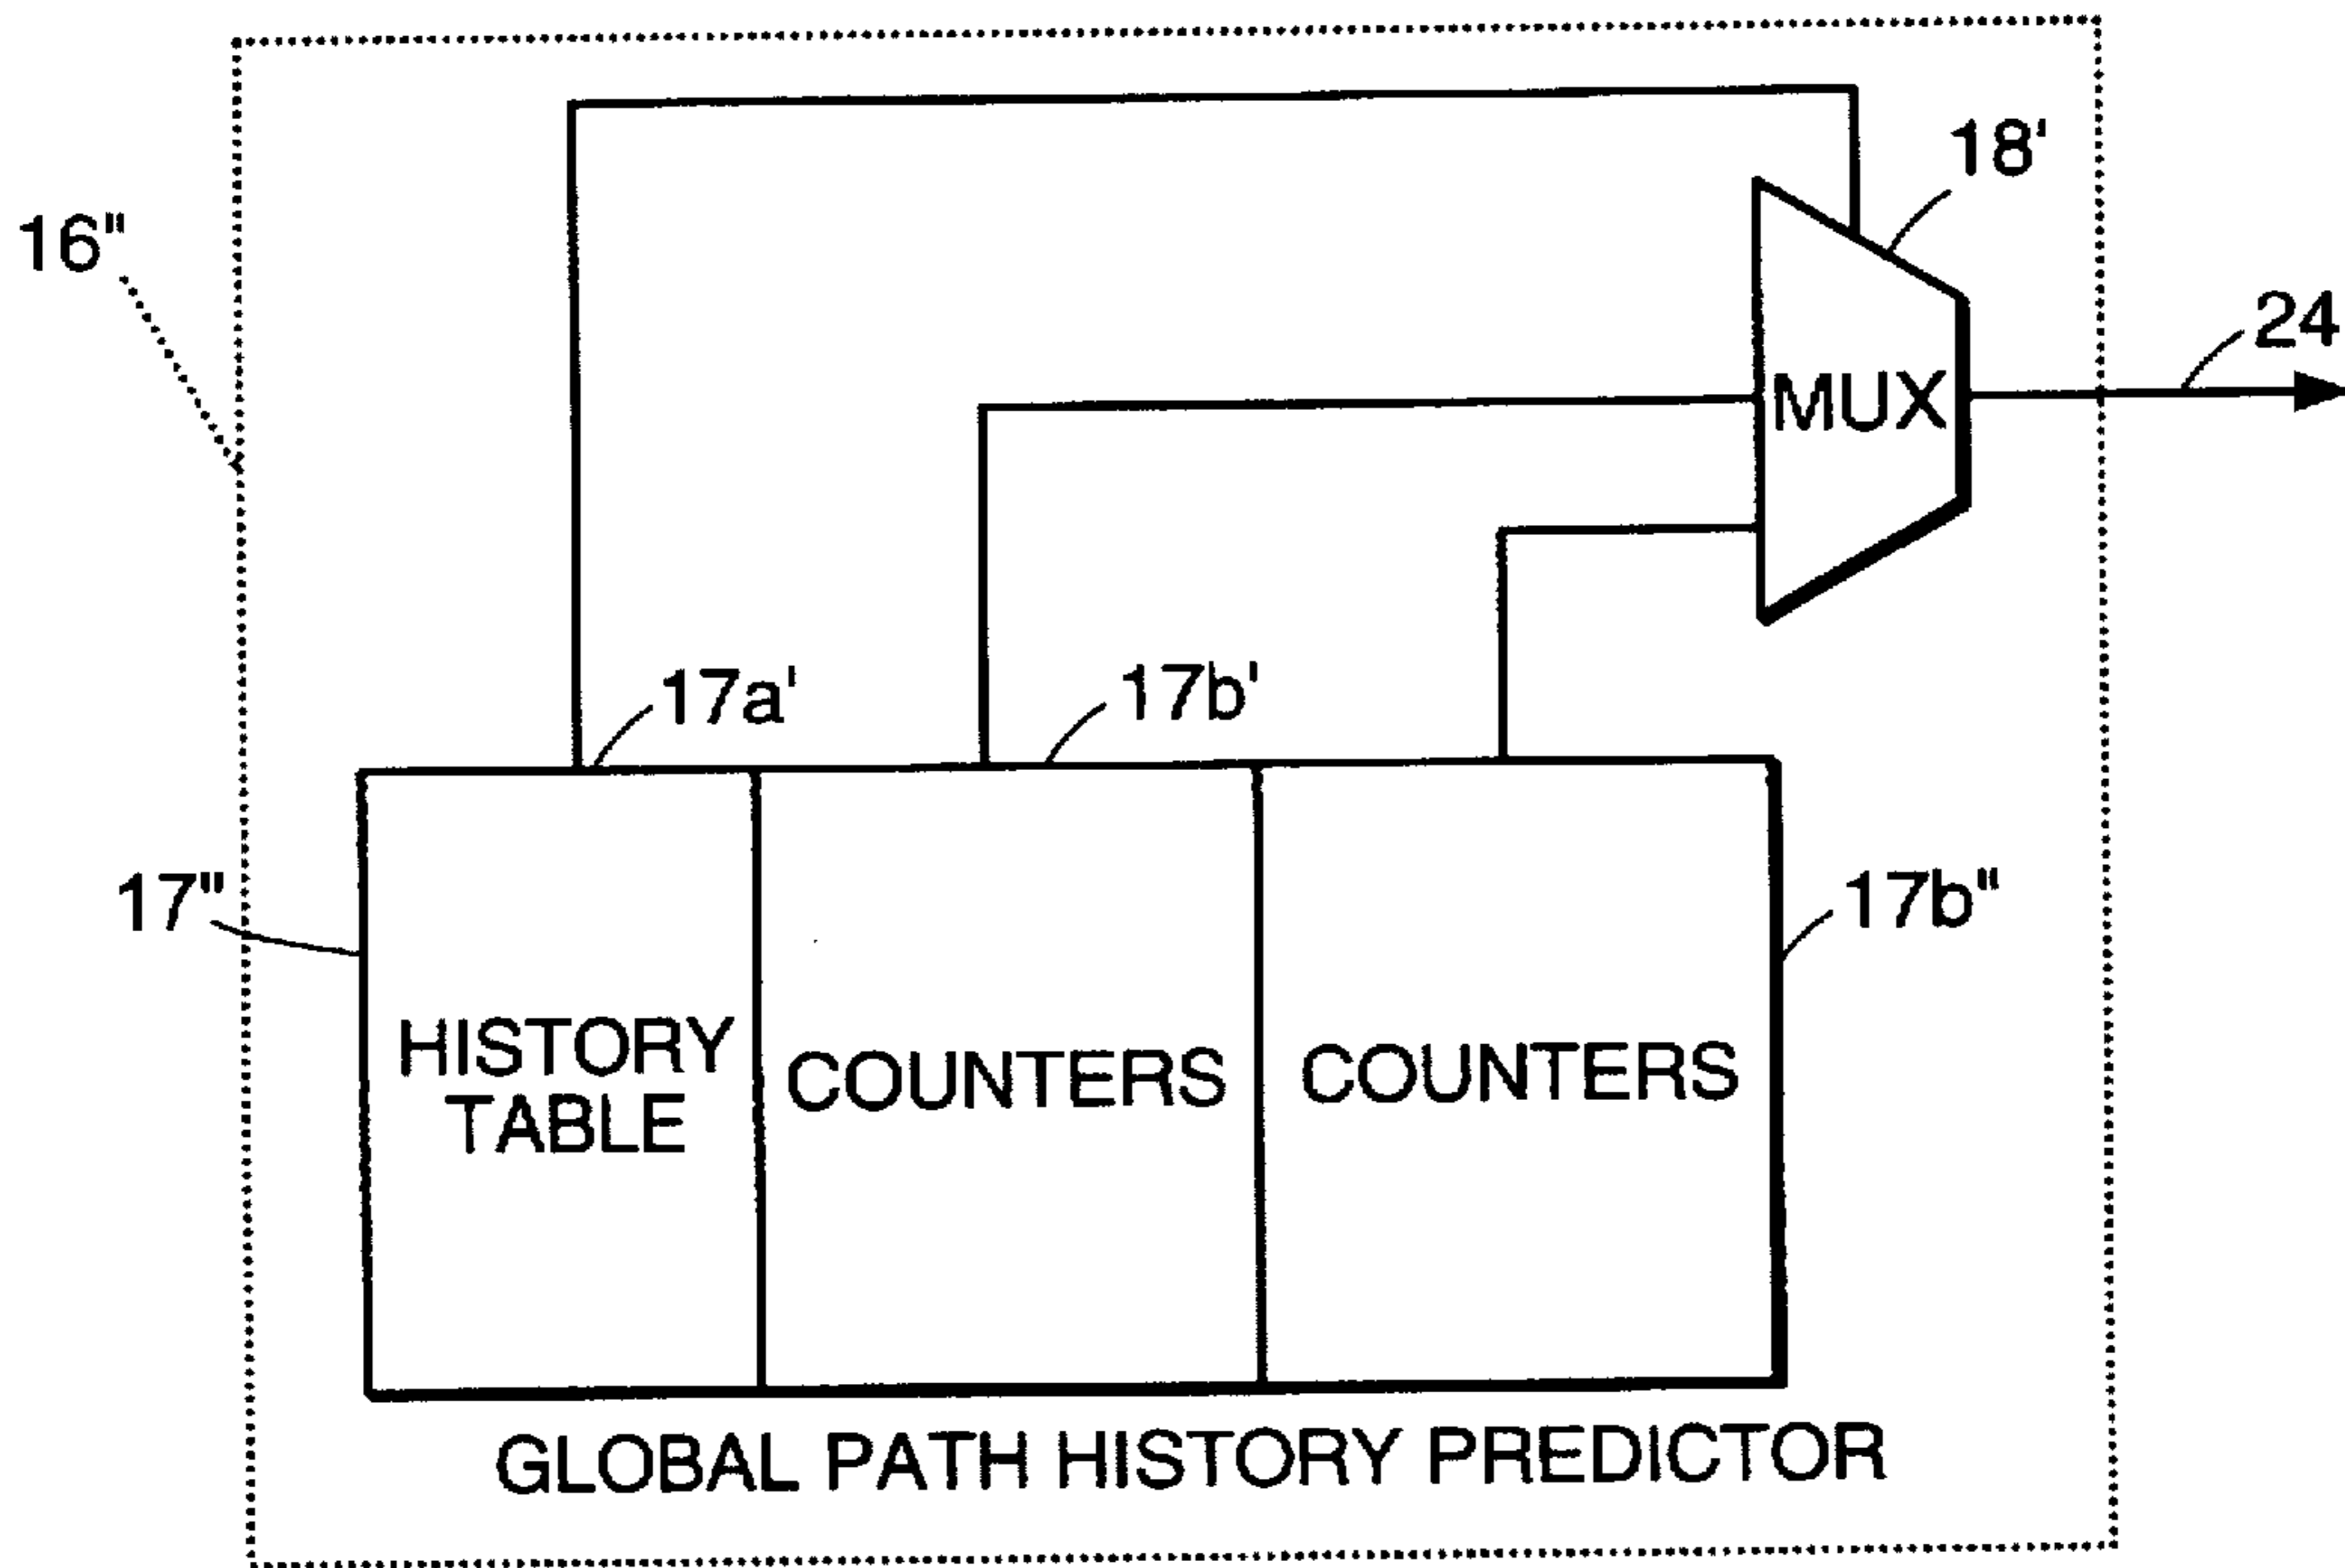 18'
16"
24
MUX
17a'
17b'
17"
17b"
HISTORY
TABLE
COUNTERS
COUNTERS
GLOBAL PATH HISTORY PREDICTOR